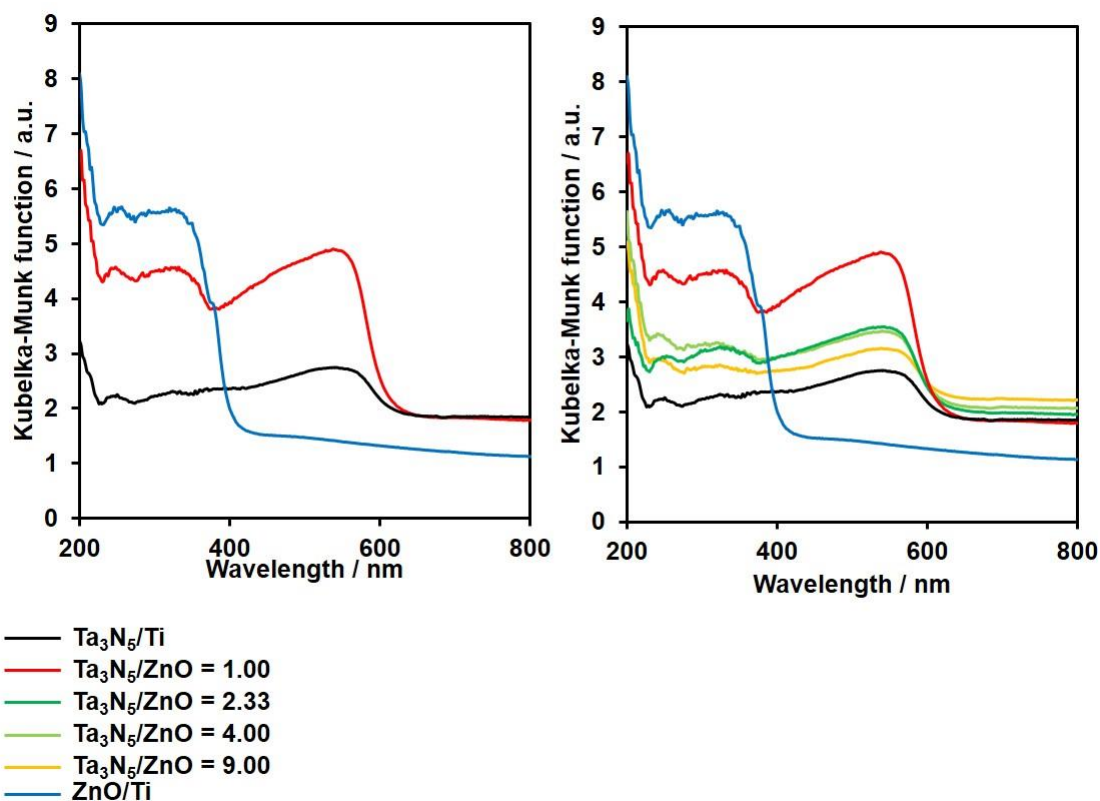 9
8
7
6
5
4
3
2
1
0
Kubelka-Munk function / a.u.
200 400 600 800
Wavelength / nm
9
8
7
6
5
4
3
2
1
0
Kubelka-Munk function / a.u.
200 400 600 800
Wavelength / nm
Ta₃N₅/Ti
Ta₃N₅/ZnO = 1.00
Ta₃N₅/ZnO = 2.33
Ta₃N₅/ZnO = 4.00
Ta₃N₅/ZnO = 9.00
ZnO/Ti